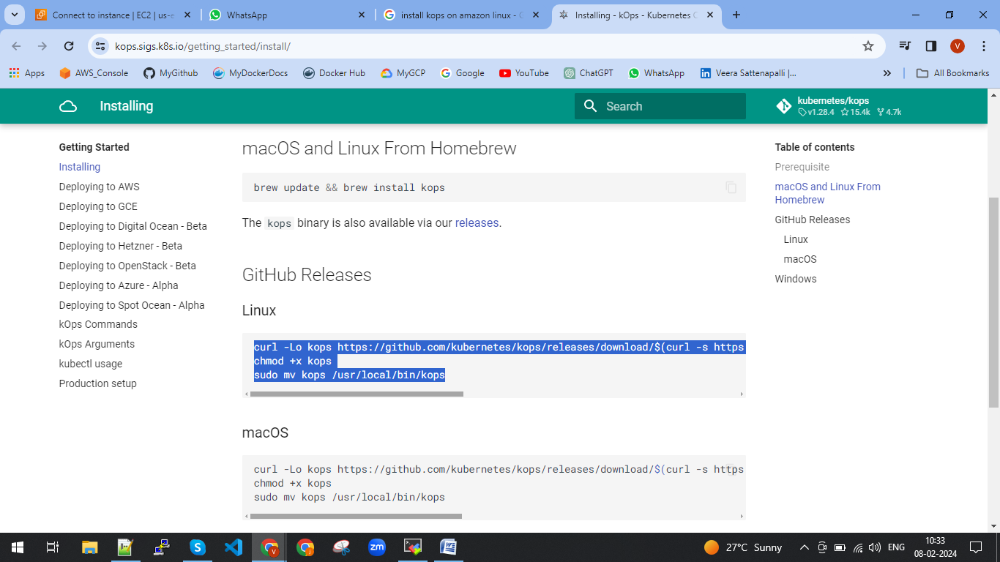 Connect to instance | EC2 | us-e
WhatsApp
install kops on amazon linux - G
Installing - kOps - Kubernetes O
kops.sigs.k8s.io/getting_started/install/
V
Apps
AWS_Console
MyGithub
MyDockerDocs
Docker Hub
MyGCP
Google
YouTube
ChatGPT
WhatsApp
Veera Sattenapalli |...
All Bookmarks
Installing
Search
kubernetes/kops
v1.28.4 15.4k 4.7k
Getting Started
Installing
Deploying to AWS
Deploying to GCE
Deploying to Digital Ocean - Beta
Deploying to Hetzner - Beta
Deploying to OpenStack - Beta
Deploying to Azure - Alpha
Deploying to Spot Ocean - Alpha
kOps Commands
kOps Arguments
kubectl usage
Production setup
macOS and Linux From Homebrew
brew update && brew install kops
The kops binary is also available via our releases.
GitHub Releases
Linux
curl -Lo kops https://github.com/kubernetes/kops/releases/download/$(curl -s https
chmod +x kops
sudo mv kops /usr/local/bin/kops
macOS
curl -Lo kops https://github.com/kubernetes/kops/releases/download/$(curl -s https
chmod +x kops
sudo mv kops /usr/local/bin/kops
Table of contents
Prerequisite
macOS and Linux From
Homebrew
GitHub Releases
Linux
macOS
Windows
27°C Sunny
ENG
10:33
08-02-2024